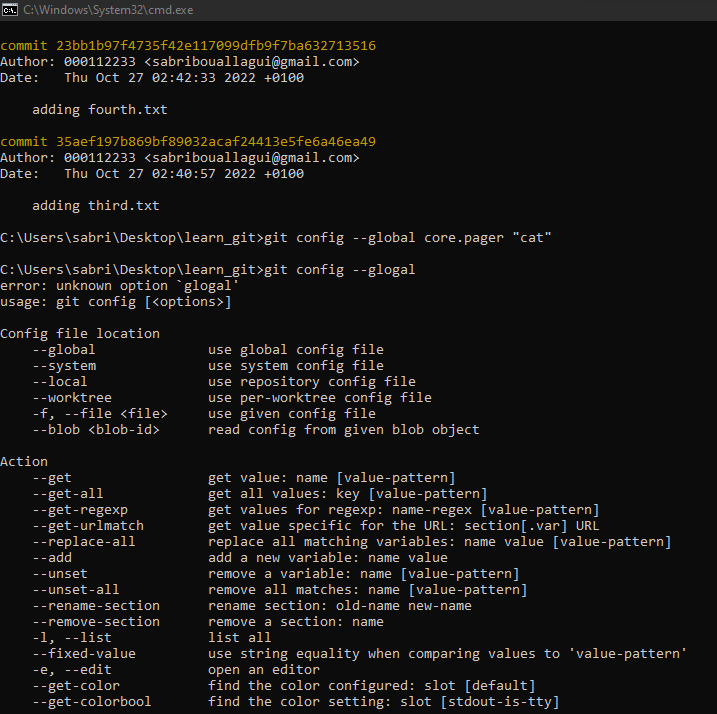 C:\Windows\System32\cmd.exe
commit 23bb1b97f4735f42e117099dfb9f7ba632713516
Author: 000112233 <sabribouallagui@gmail.com>
Date:   Thu Oct 27 02:42:33 2022 +0100
    adding fourth.txt
commit 35aef197b869bf89032acaf24413e5fe6a46ea49
Author: 000112233 <sabribouallagui@gmail.com>
Date:   Thu Oct 27 02:40:57 2022 +0100
    adding third.txt
C:\Users\sabri\Desktop\learn_git>git config --global core.pager "cat"
C:\Users\sabri\Desktop\learn_git>git config --glogal
error: unknown option `glogal'
usage: git config [<options>]
Config file location
    --global              use global config file
    --system              use system config file
    --local               use repository config file
    --worktree            use per-worktree config file
    -f, --file <file>     use given config file
    --blob <blob-id>      read config from given blob object
Action
    --get                 get value: name [value-pattern]
    --get-all             get all values: key [value-pattern]
    --get-regexp          get values for regexp: name-regex [value-pattern]
    --get-urlmatch        get value specific for the URL: section[.var] URL
    --replace-all         replace all matching variables: name value [value-pattern]
    --add                 add a new variable: name value
    --unset               remove a variable: name [value-pattern]
    --unset-all           remove all matches: name [value-pattern]
    --rename-section      rename section: old-name new-name
    --remove-section      remove a section: name
    -l, --list            list all
    --fixed-value         use string equality when comparing values to 'value-pattern'
    -e, --edit            open an editor
    --get-color           find the color configured: slot [default]
    --get-colorbool       find the color setting: slot [stdout-is-tty]